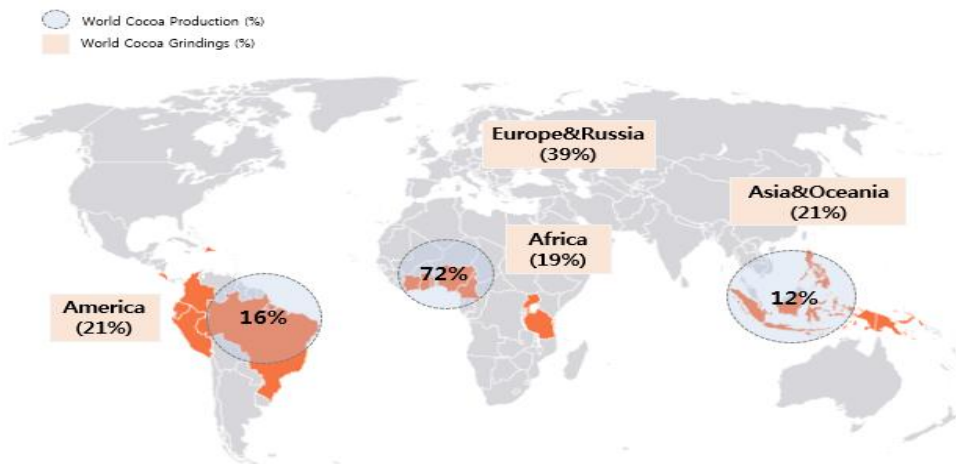 World Cocoa Production (%)
World Cocoa Grindings (%)
Europe&Russia
(39%)
Asia&Oceania
(21%)
Africa
(19%)
72%
12%
America
(21%)
16%